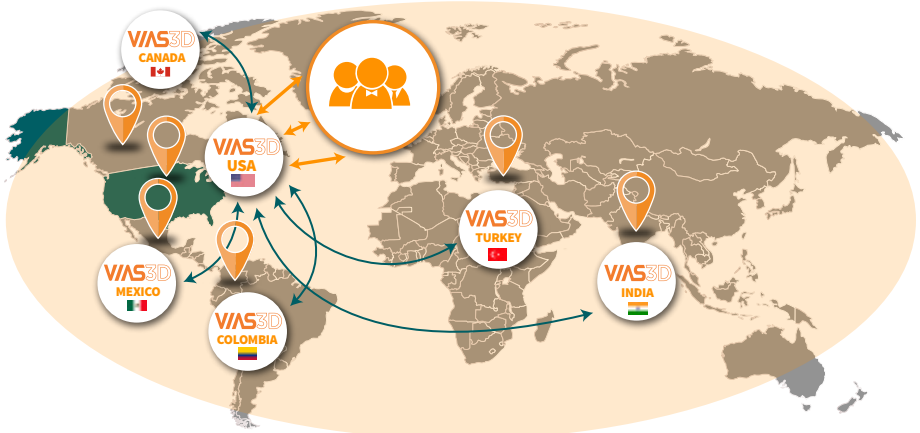 VIAS3D
CANADA
VIAS3D
USA
VIAS3D
TURKEY
VIAS3D
MEXICO
VIAS3D
INDIA
VIAS3D
COLOMBIA